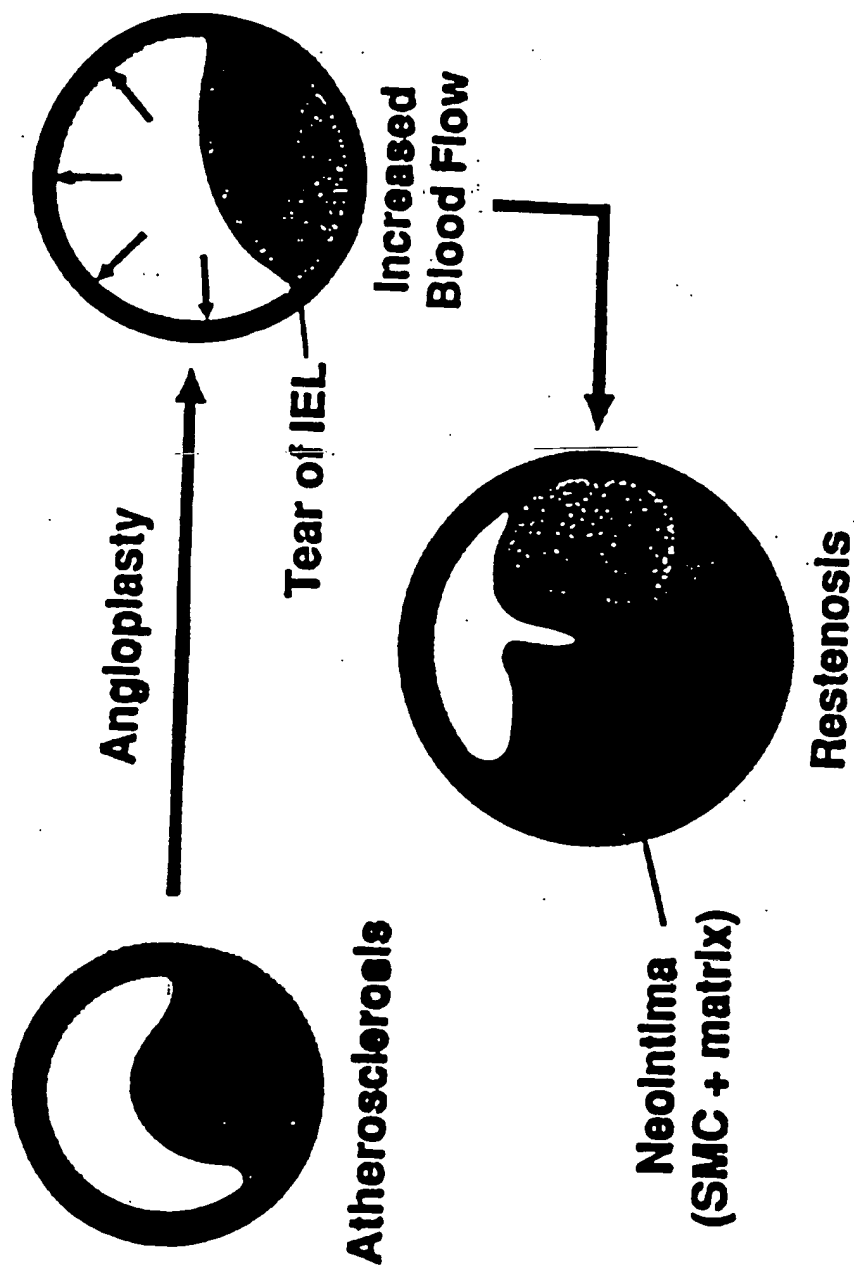 Atherosclerosis
Angioplasty
Tear of IEL
Increased
Blood Flow
Neointima
(SMC + matrix)
Restenosis